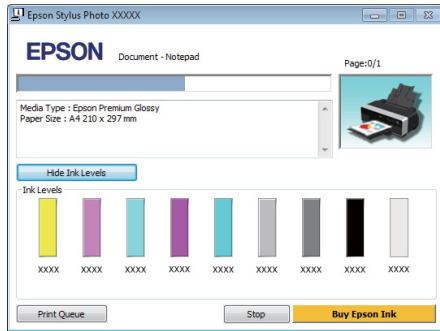 Epson Stylus Photo XXXXX
EPSON
Document - Notepad
Page:0/1
Media Type : Epson Premium Glossy
Paper Size : A4 210 x 297 mm
Hide Ink Levels
Ink Levels
XXXX XXXX XXXX XXXX XXXX XXXX XXXX XXXX XXXX
Print Queue
Stop
Buy Epson Ink